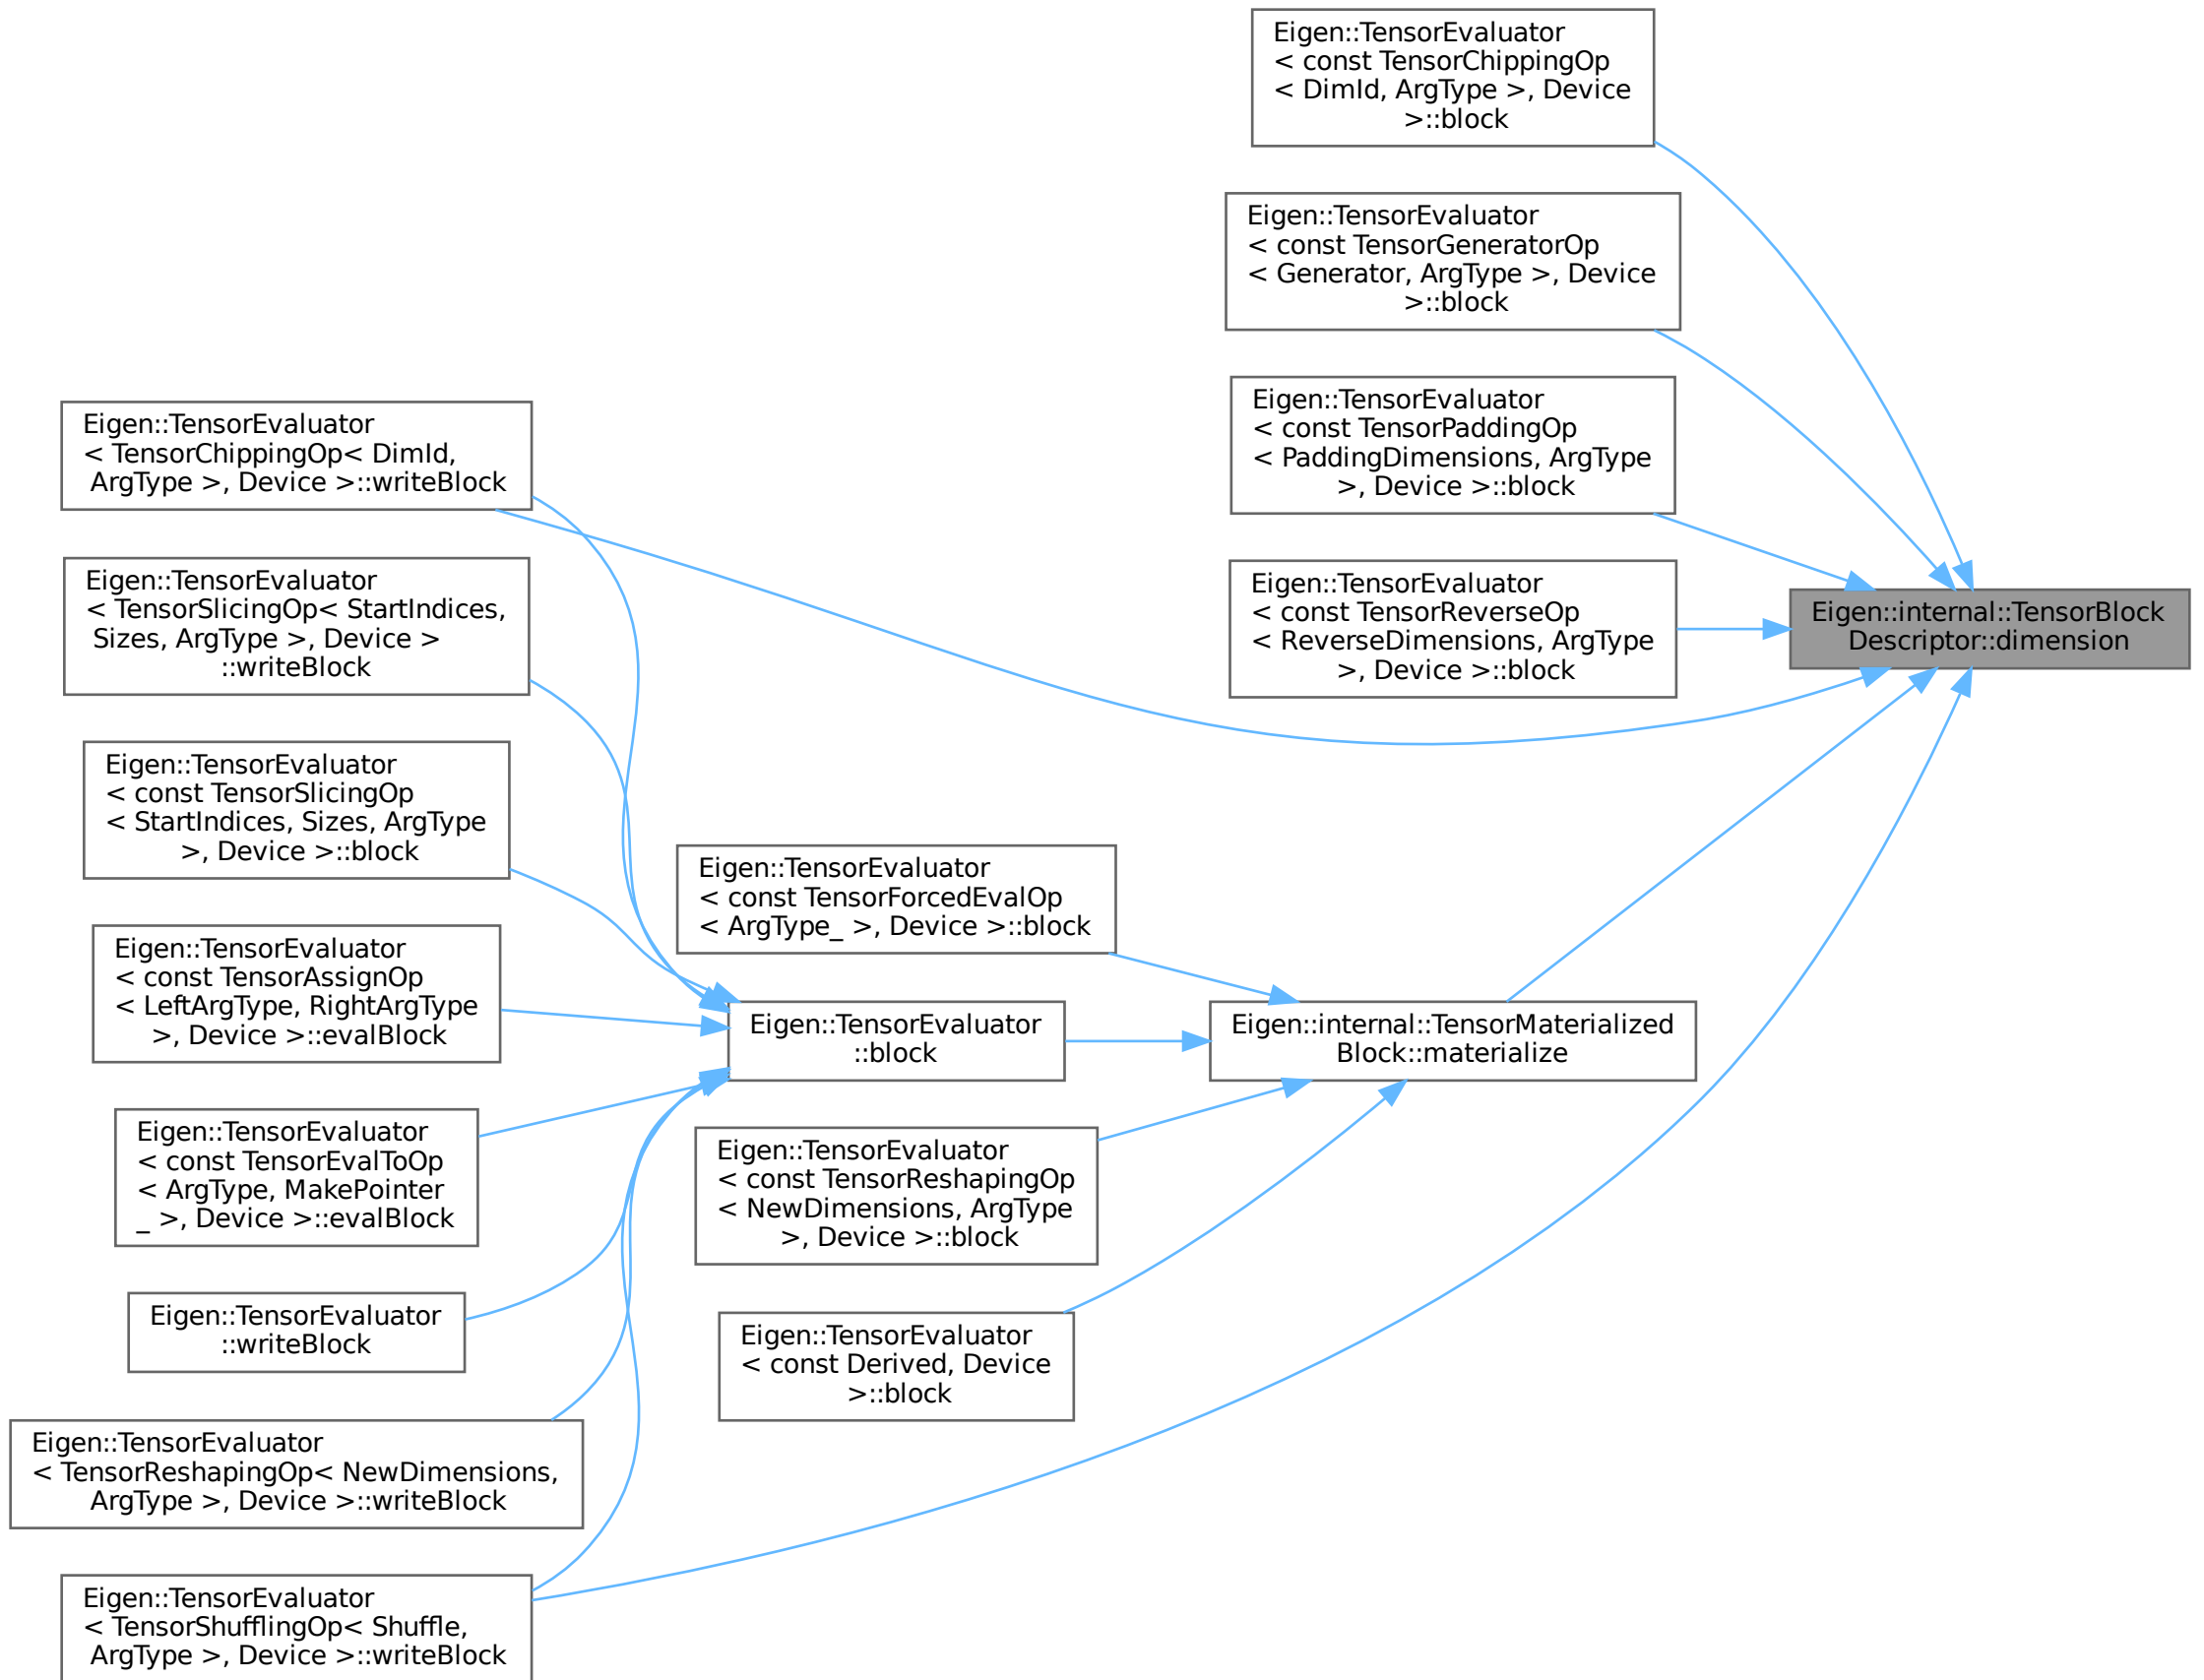 Eigen::TensorEvaluator
< const TensorChippingOp
< DimId, ArgType >, Device
>::block
Eigen::TensorEvaluator
< const TensorGeneratorOp
< Generator, ArgType >, Device
>::block
Eigen::TensorEvaluator
< const TensorPaddingOp
< PaddingDimensions, ArgType
>, Device >::block
Eigen::TensorEvaluator
< const TensorReverseOp
< ReverseDimensions, ArgType
>, Device >::block
Eigen::internal::TensorBlock
Descriptor::dimension
Eigen::TensorEvaluator
< TensorChippingOp< DimId,
ArgType >, Device >::writeBlock
Eigen::TensorEvaluator
< TensorSlicingOp< StartIndices,
Sizes, ArgType >, Device >
::writeBlock
Eigen::TensorEvaluator
< const TensorSlicingOp
< StartIndices, Sizes, ArgType
>, Device >::block
Eigen::TensorEvaluator
< const TensorAssignOp
< LeftArgType, RightArgType
>, Device >::evalBlock
Eigen::TensorEvaluator
< const TensorEvalToOp
< ArgType, MakePointer
_ >, Device >::evalBlock
Eigen::TensorEvaluator
::writeBlock
Eigen::TensorEvaluator
< TensorReshapingOp< NewDimensions,
ArgType >, Device >::writeBlock
Eigen::TensorEvaluator
< TensorShufflingOp< Shuffle,
ArgType >, Device >::writeBlock
Eigen::TensorEvaluator
< const TensorForcedEvalOp
< ArgType_ >, Device >::block
Eigen::TensorEvaluator
::block
Eigen::internal::TensorMaterialized
Block::materialize
Eigen::TensorEvaluator
< const TensorReshapingOp
< NewDimensions, ArgType
>, Device >::block
Eigen::TensorEvaluator
< const Derived, Device
>::block